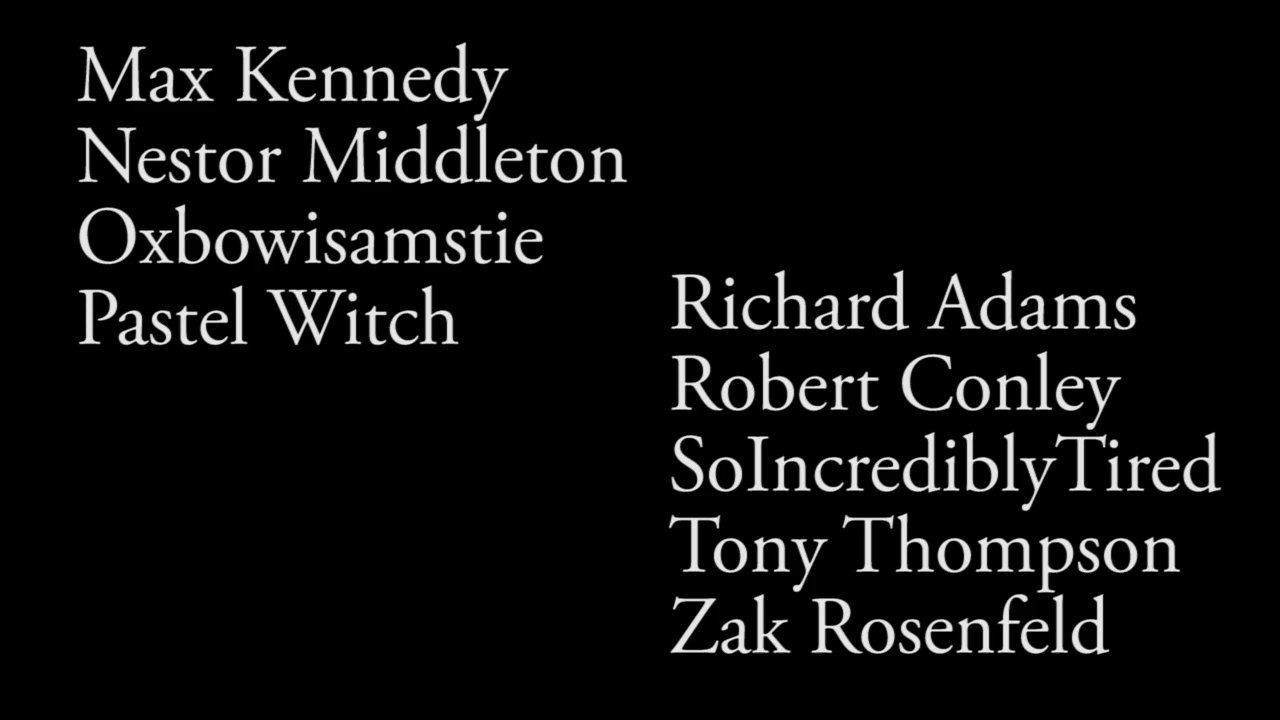 Max Kennedy
Nestor Middleton
Oxbowisamstie
Pastel Witch
Richard Adams
Robert Conley
SoIncrediblyTired
Tony Thompson
Zak Rosenfeld